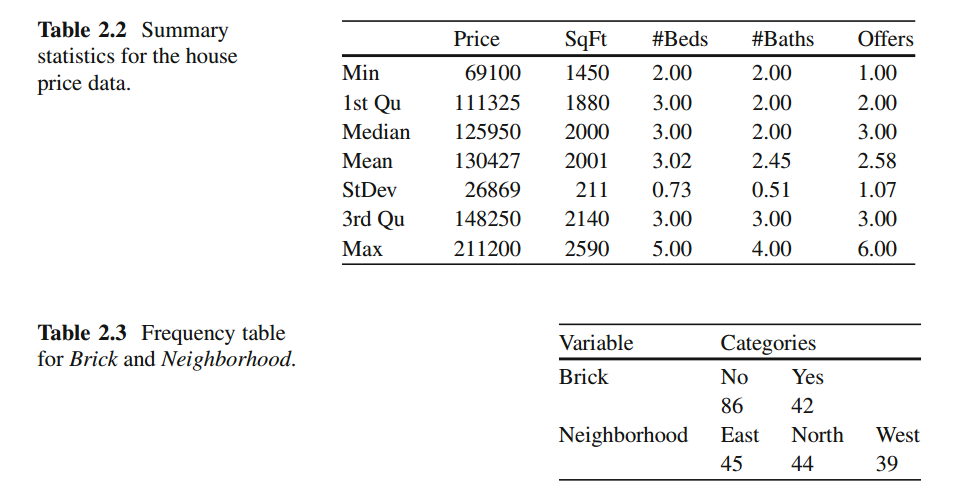 Table 2.2 Summary
statistics for the house
price data.
Price SqFt #Beds #Baths Offers
Min 69100 1450 2.00 2.00 1.00
1st Qu 111325 1880 3.00 2.00 2.00
Median 125950 2000 3.00 2.00 3.00
Mean 130427 2001 3.02 2.45 2.58
StDev 26869 211 0.73 0.51 1.07
3rd Qu 148250 2140 3.00 3.00 3.00
Max 211200 2590 5.00 4.00 6.00
Table 2.3 Frequency table
for Brick and Neighborhood.
Variable Categories
Brick No Yes
86 42
Neighborhood East North West
45 44 39